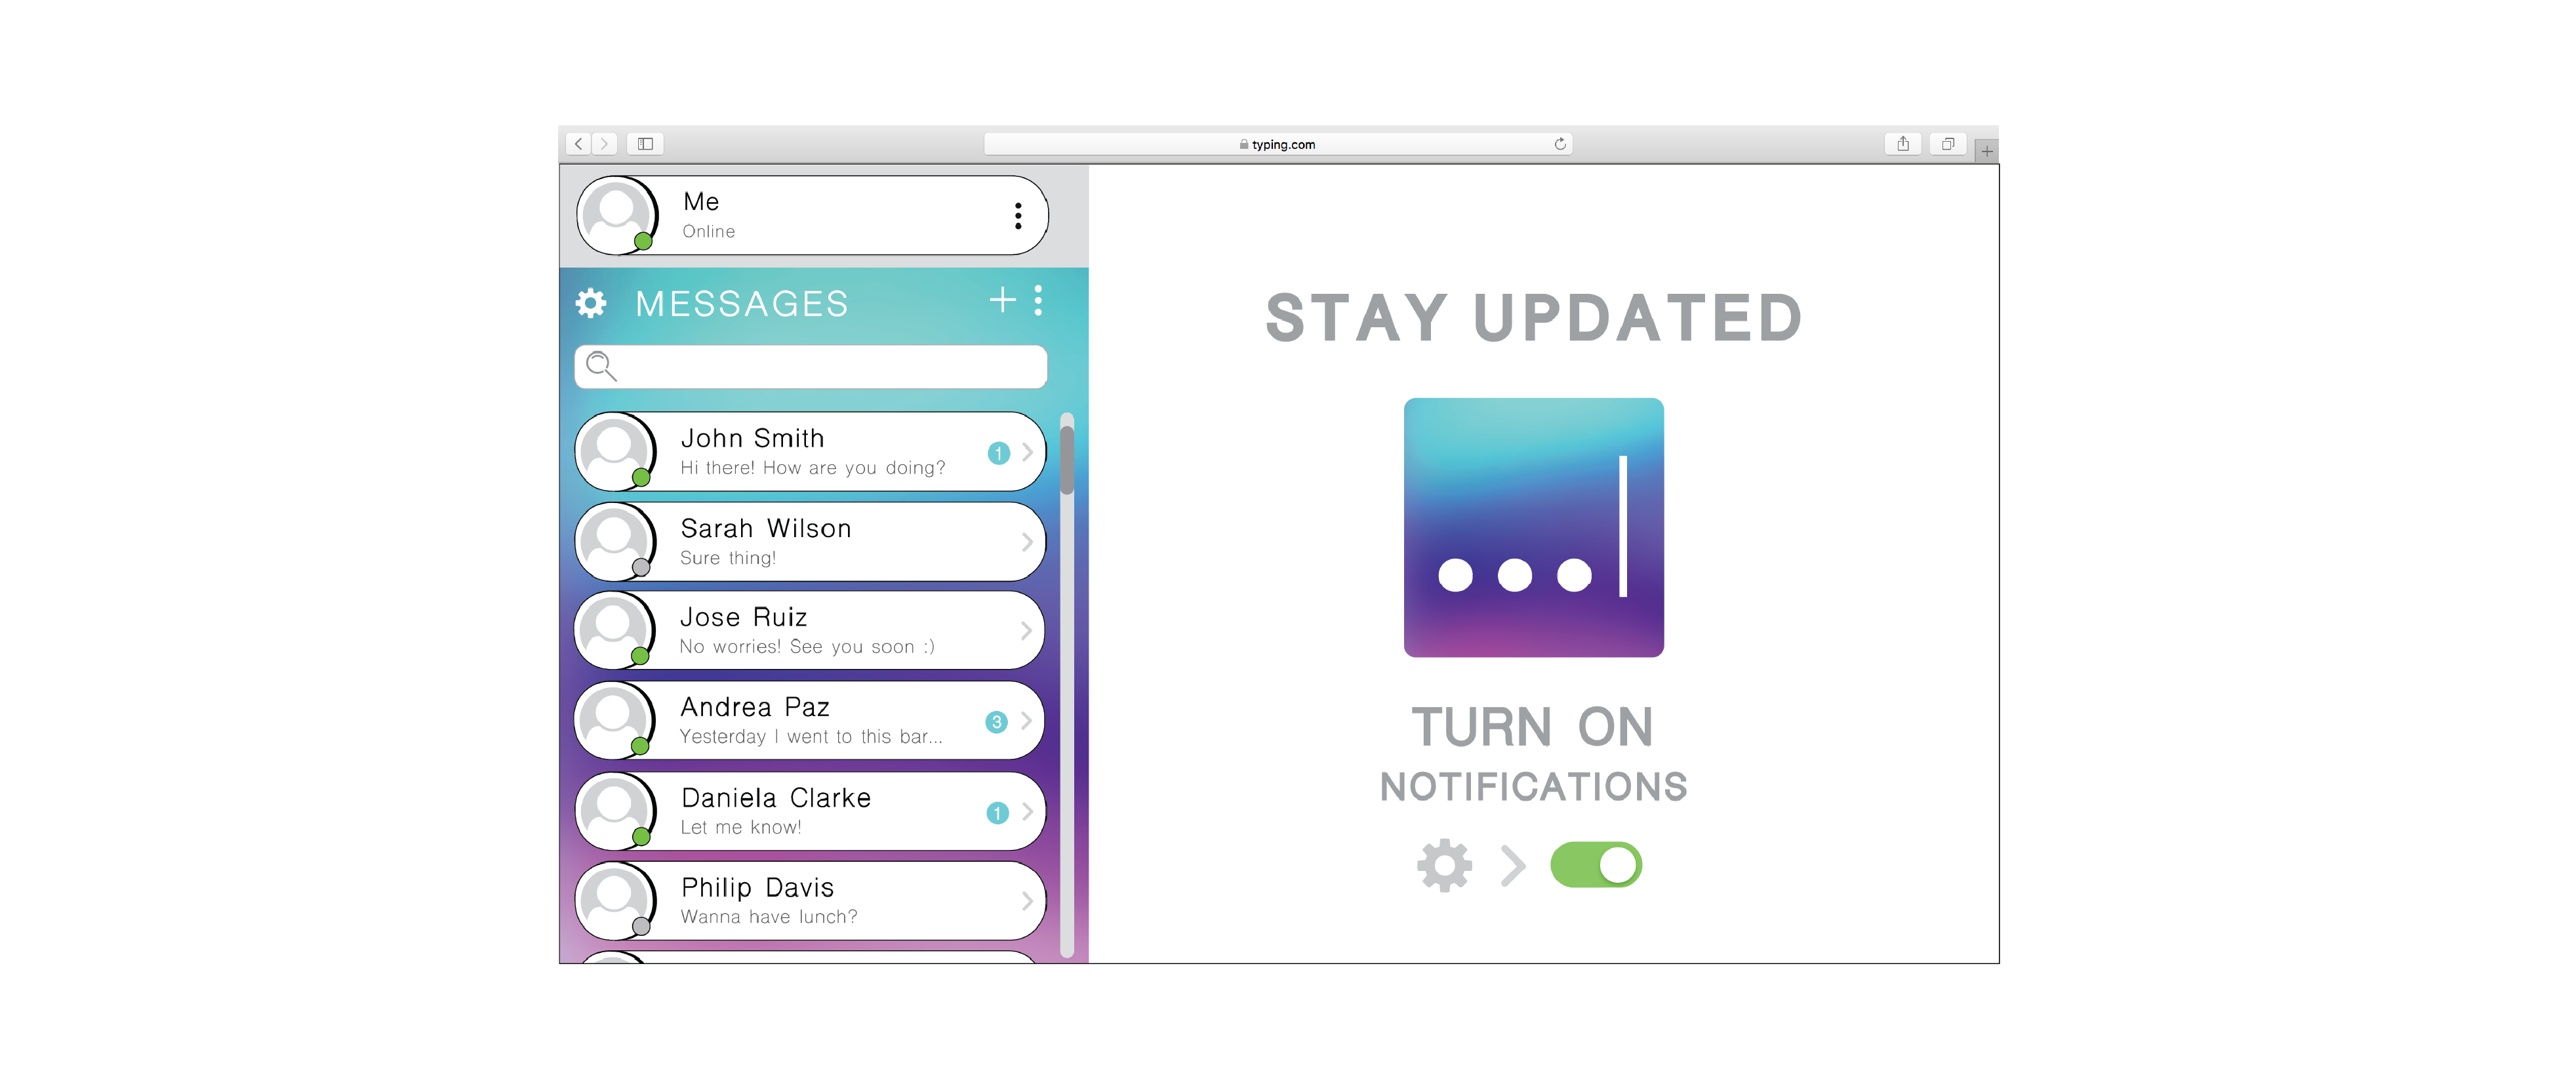 typing.com
Me
Online
MESSAGES
John Smith
Hi there! How are you doing?
1
Sarah Wilson
Sure thing!
Jose Ruiz
No worries! See you soon :)
Andrea Paz
Yesterday I went to this bar...
3
Daniela Clarke
Let me know!
1
Philip Davis
Wanna have lunch?
STAY UPDATED
TURN ON
NOTIFICATIONS